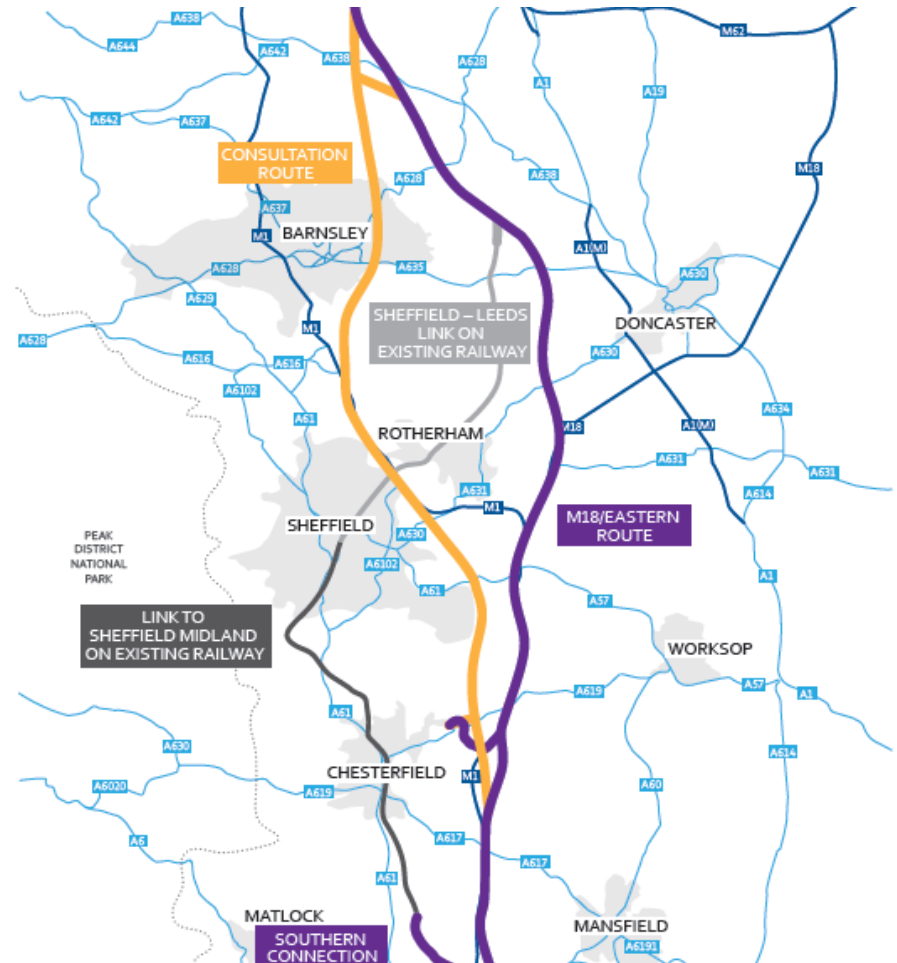 A638
M62
A644
A642
A638
A628
A1
A19
A642
A637
CONSULTATION
ROUTE
M18
A628
A638
A637
BARNSLEY
M1
A1(M)
A628
A635
A630
A629
SHEFFIELD – LEEDS
LINK ON
EXISTING RAILWAY
DONCASTER
M1
A628
A616
A616
A630
A6102
A61
A634
ROTHERHAM
M18
A1(M)
A631
A631
A631
A614
M1
SHEFFIELD
M18/EASTERN
ROUTE
A630
PEAK
DISTRICT
NATIONAL
PARK
A6102
A61
A1
A57
LINK TO
SHEFFIELD MIDLAND
ON EXISTING RAILWAY
WORKSOP
A57
A619
A1
A61
A630
A614
CHESTERFIELD
M1
A6020
A619
A60
A6
A617
A617
A61
MATLOCK
MANSFIELD
SOUTHERN
CONNECTION
A6191